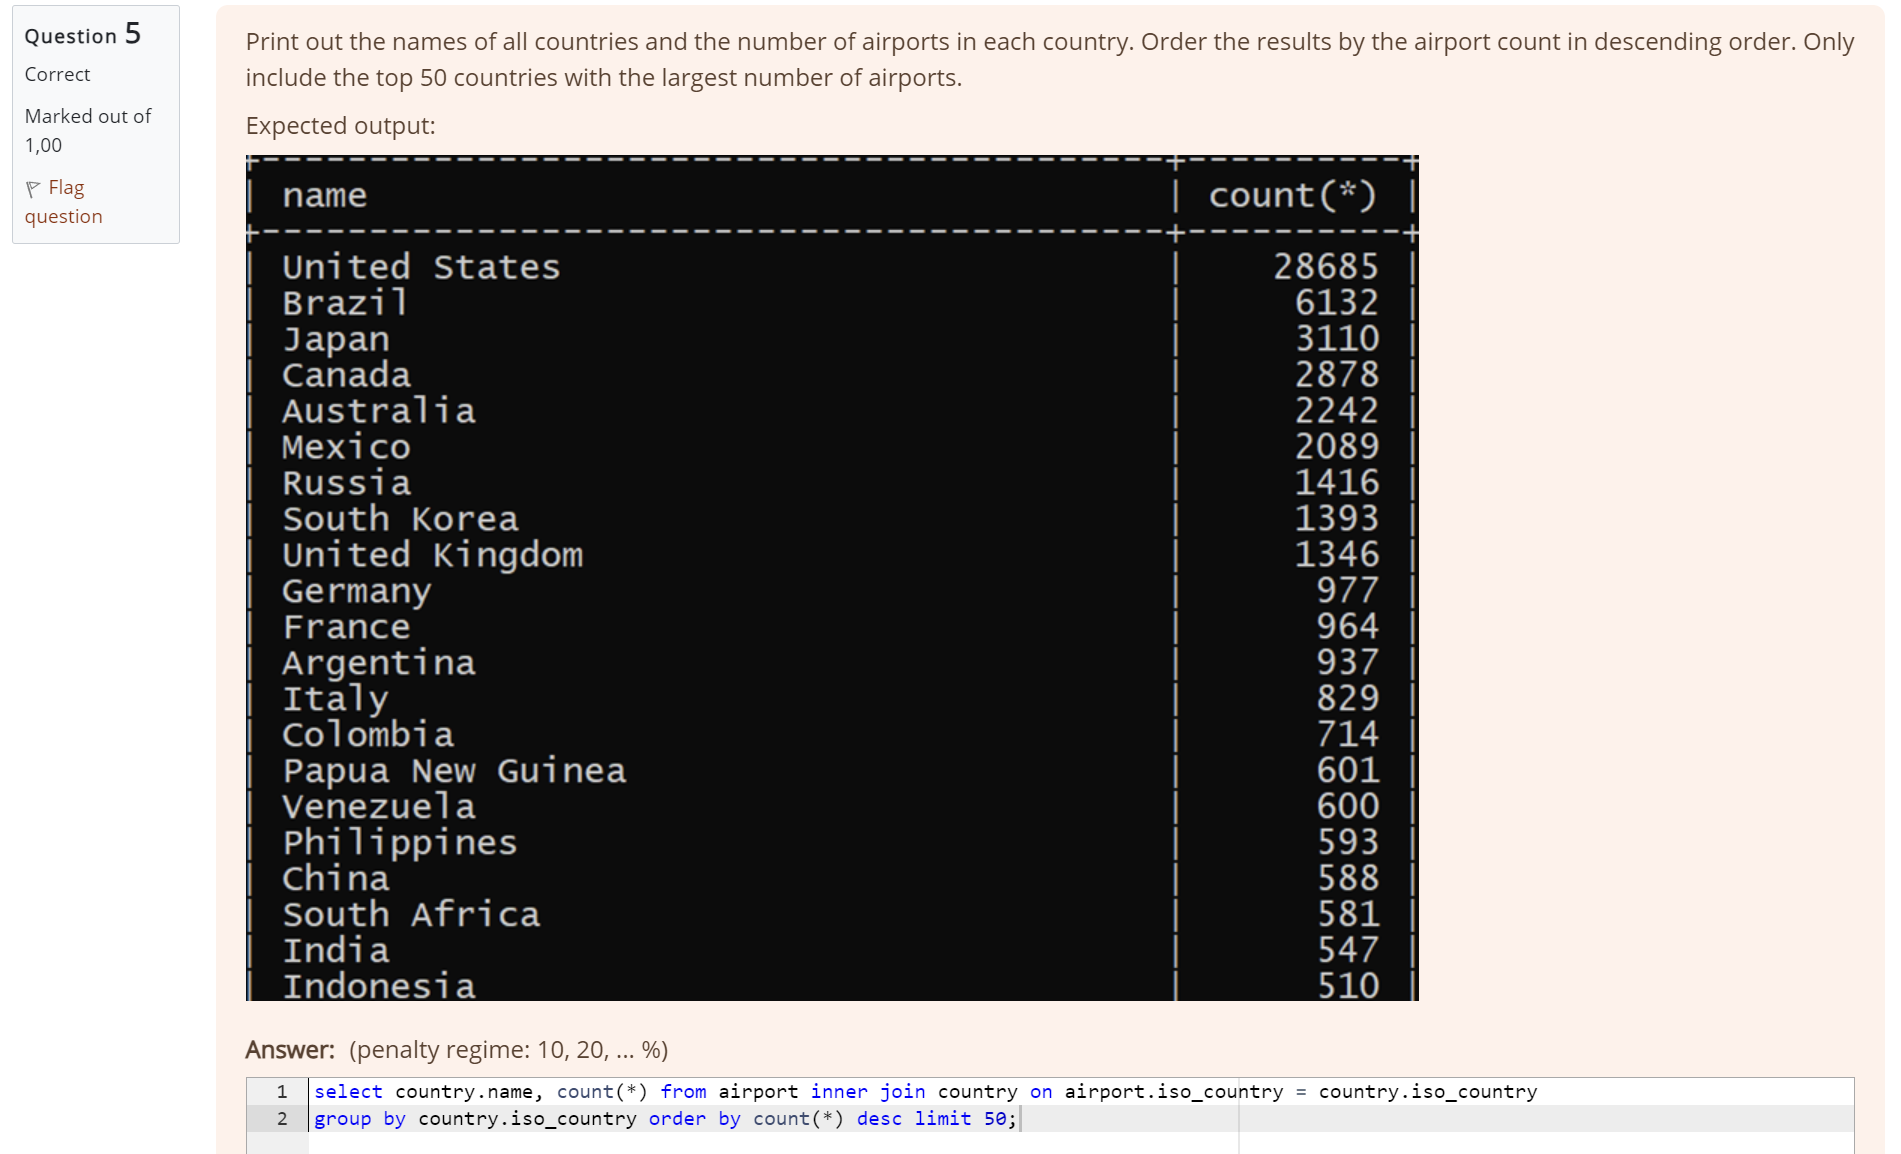 Question 5
Correct
Marked out of
1,00
Flag
question
Print out the names of all countries and the number of airports in each country. Order the results by the airport count in descending order. Only
include the top 50 countries with the largest number of airports.
Expected output:
name | count(*) |
United States | 28685 |
Brazil | 6132 |
Japan | 3110 |
Canada | 2878 |
Australia | 2242 |
Mexico | 2089 |
Russia | 1416 |
South Korea | 1393 |
United Kingdom | 1346 |
Germany | 977 |
France | 964 |
Argentina | 937 |
Italy | 829 |
Colombia | 714 |
Papua New Guinea | 601 |
Venezuela | 600 |
Philippines | 593 |
China | 588 |
South Africa | 581 |
India | 547 |
Indonesia | 510 |
Answer: (penalty regime: 10, 20, ... %)
1 select country.name, count(*) from airport inner join country on airport.iso_country = country.iso_country
2 group by country.iso_country order by count(*) desc limit 50;